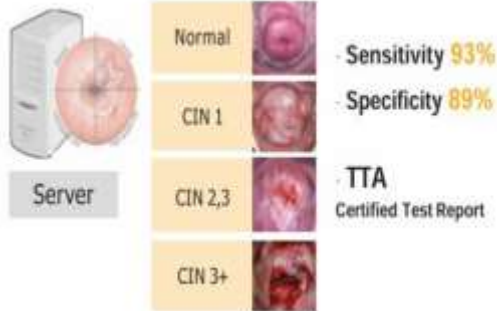 Normal
CIN 1
CIN 2,3
CIN 3+
Server
· Sensitivity 93%
· Specificity 89%
· TTA
Certified Test Report